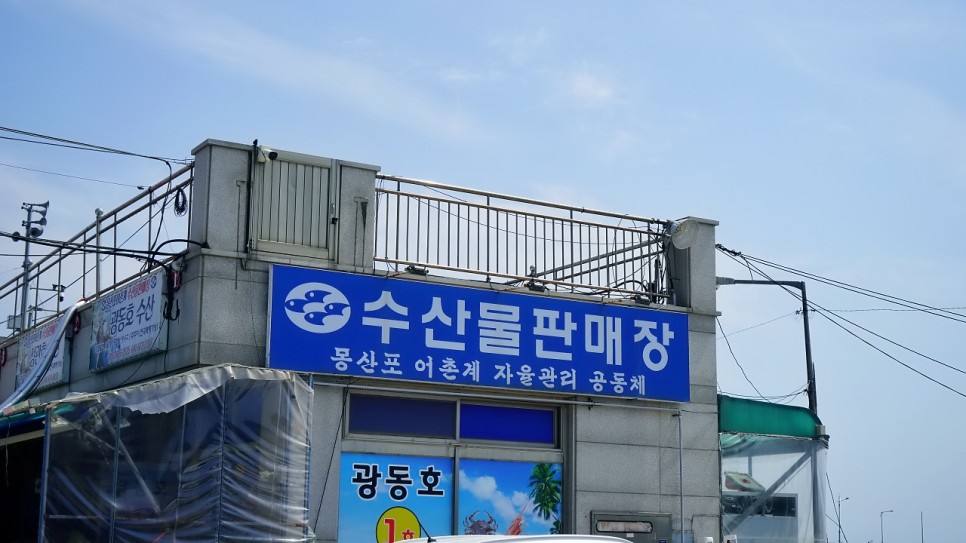 수산물판매장
몽산포 어촌계 자율관리 공동체
광동호 수산
광동호
1호